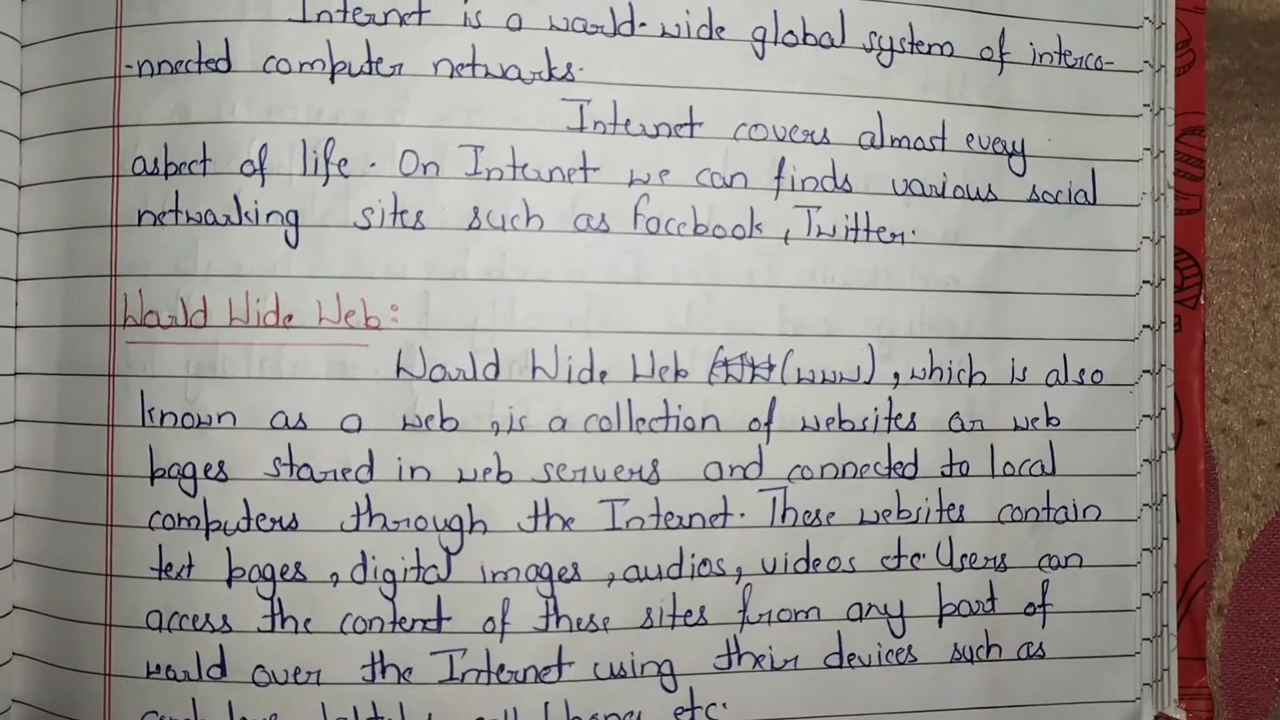 Internet is a world-wide global system of interco-
-nnected computer networks.
Internet covers almost every
aspect of life. On Internet we can finds various social
networking sites such as facebook, Twitter.
World Wide Web:
World Wide Web (www), which is also
known as a web, is a collection of websites or web
pages stored in web servers and connected to local
computers through the Internet. These websites contain
text pages, digital images, audios, videos etc. Users can
access the content of these sites from any part of
world over the Internet using their devices such as
etc.